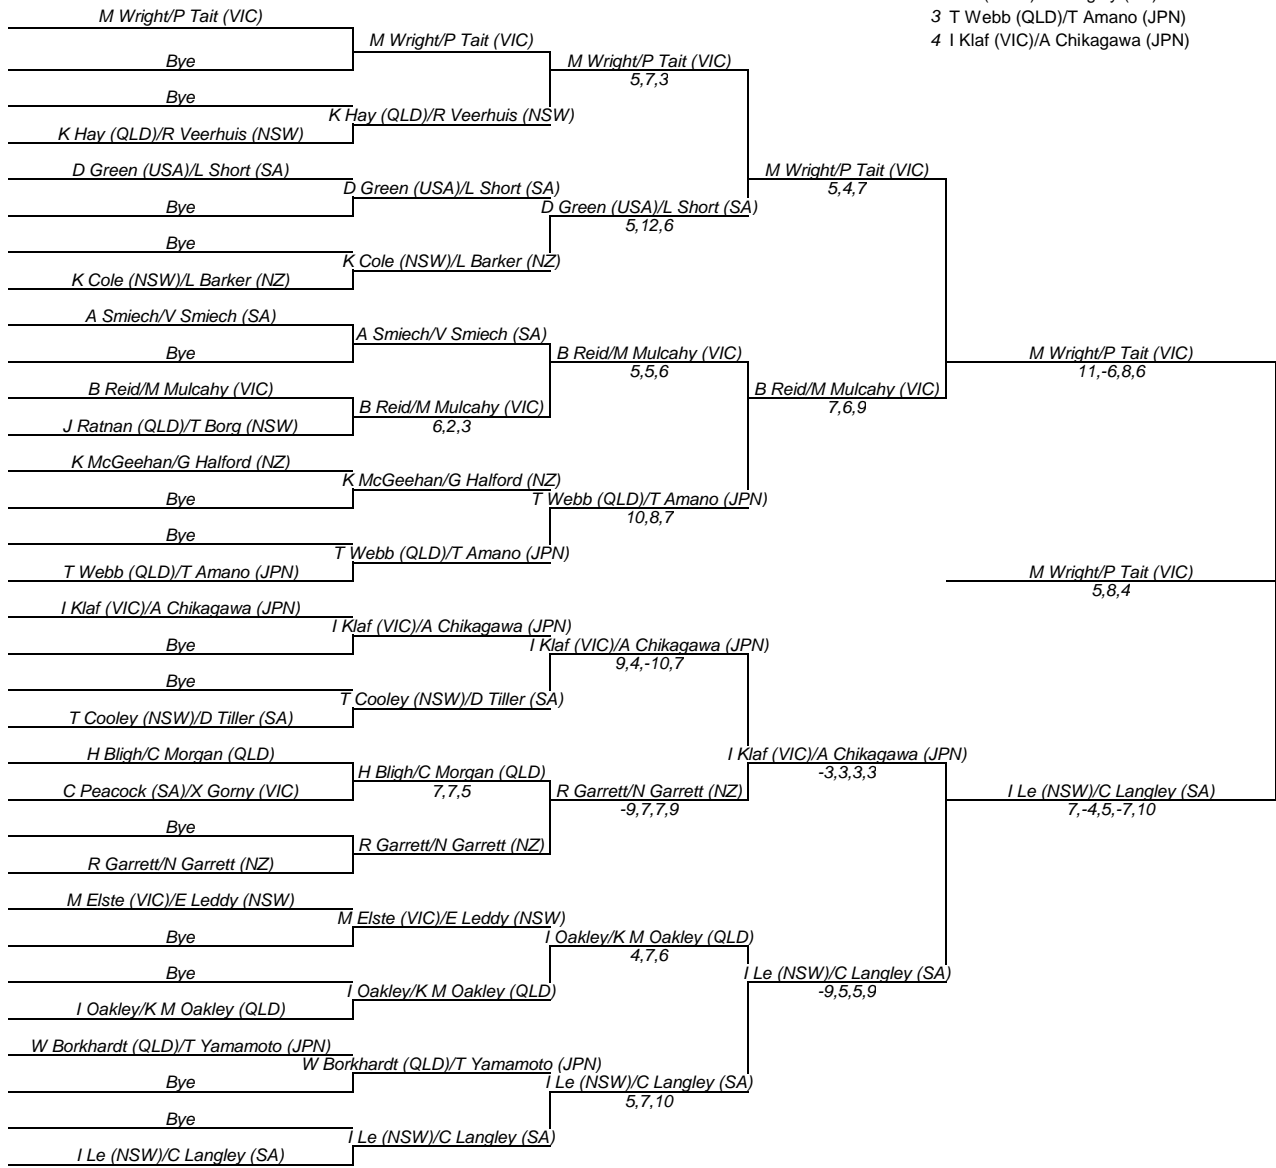 3 T Webb (QLD)/T Amano (JPN)
4 I Klaf (VIC)/A Chikagawa (JPN)
M Wright/P Tait (VIC)
Bye
Bye
K Hay (QLD)/R Veerhuis (NSW)
D Green (USA)/L Short (SA)
Bye
Bye
K Cole (NSW)/L Barker (NZ)
A Smiech/V Smiech (SA)
Bye
B Reid/M Mulcahy (VIC)
J Ratnan (QLD)/T Borg (NSW)
K McGeehan/G Halford (NZ)
Bye
Bye
T Webb (QLD)/T Amano (JPN)
I Klaf (VIC)/A Chikagawa (JPN)
Bye
Bye
T Cooley (NSW)/D Tiller (SA)
H Bligh/C Morgan (QLD)
C Peacock (SA)/X Gorny (VIC)
Bye
R Garrett/N Garrett (NZ)
M Elste (VIC)/E Leddy (NSW)
Bye
Bye
I Oakley/K M Oakley (QLD)
W Borkhardt (QLD)/T Yamamoto (JPN)
Bye
Bye
I Le (NSW)/C Langley (SA)
M Wright/P Tait (VIC)
K Hay (QLD)/R Veerhuis (NSW)
D Green (USA)/L Short (SA)
K Cole (NSW)/L Barker (NZ)
A Smiech/V Smiech (SA)
B Reid/M Mulcahy (VIC)
6,2,3
K McGeehan/G Halford (NZ)
T Webb (QLD)/T Amano (JPN)
I Klaf (VIC)/A Chikagawa (JPN)
T Cooley (NSW)/D Tiller (SA)
H Bligh/C Morgan (QLD)
7,7,5
R Garrett/N Garrett (NZ)
M Elste (VIC)/E Leddy (NSW)
I Oakley/K M Oakley (QLD)
W Borkhardt (QLD)/T Yamamoto (JPN)
I Le (NSW)/C Langley (SA)
M Wright/P Tait (VIC)
5,7,3
D Green (USA)/L Short (SA)
5,12,6
B Reid/M Mulcahy (VIC)
5,5,6
T Webb (QLD)/T Amano (JPN)
10,8,7
I Klaf (VIC)/A Chikagawa (JPN)
9,4,-10,7
R Garrett/N Garrett (NZ)
-9,7,7,9
I Oakley/K M Oakley (QLD)
4,7,6
I Le (NSW)/C Langley (SA)
5,7,10
M Wright/P Tait (VIC)
5,4,7
B Reid/M Mulcahy (VIC)
7,6,9
I Klaf (VIC)/A Chikagawa (JPN)
-3,3,3,3
I Le (NSW)/C Langley (SA)
-9,5,5,9
M Wright/P Tait (VIC)
11,-6,8,6
M Wright/P Tait (VIC)
5,8,4
I Le (NSW)/C Langley (SA)
7,-4,5,-7,10